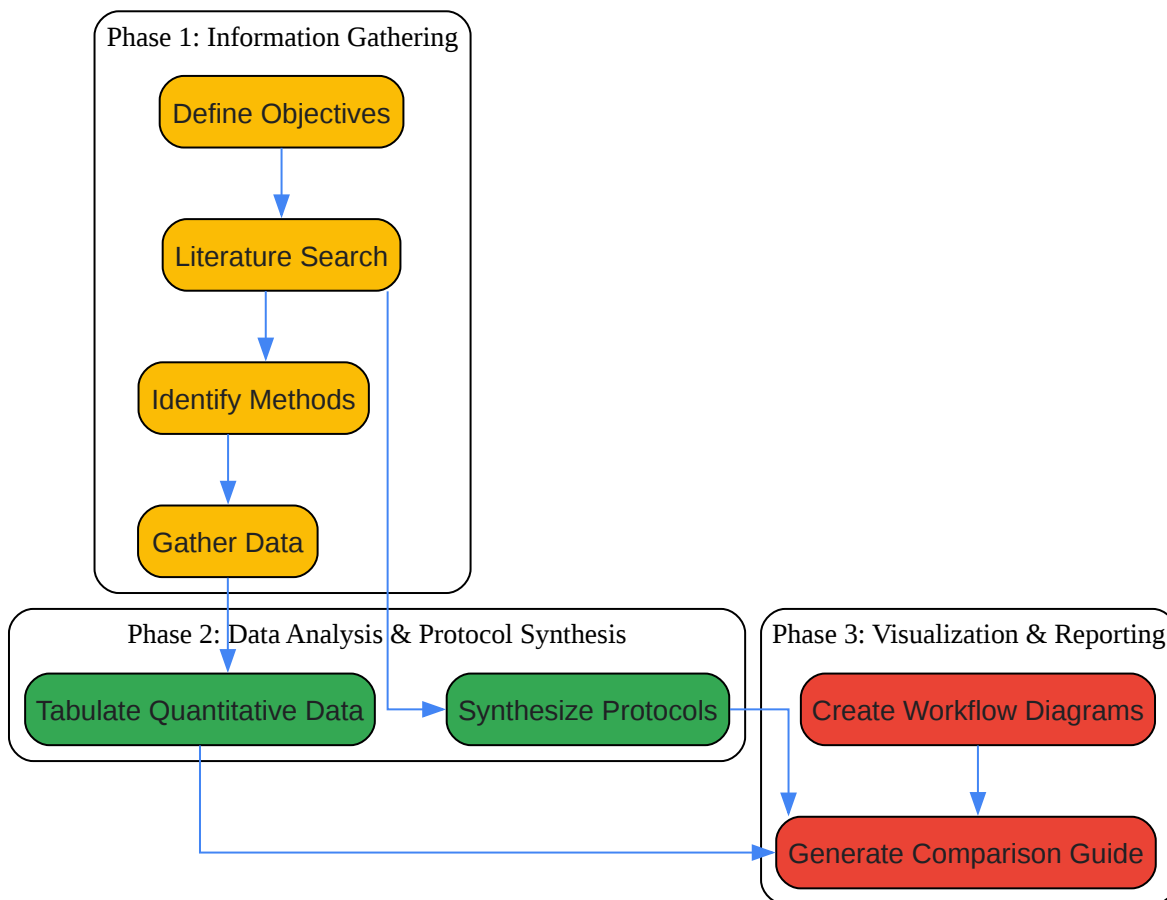 Phase 1: Information Gathering
Define Objectives
Literature Search
Identify Methods
Gather Data
Phase 2: Data Analysis & Protocol Synthesis
Tabulate Quantitative Data
Synthesize Protocols
Phase 3: Visualization & Reporting
Create Workflow Diagrams
Generate Comparison Guide